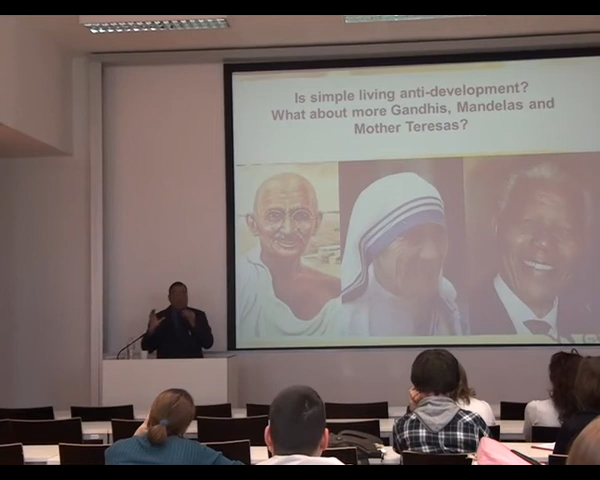 Is simple living anti-development?
What about more Gandhis, Mandelas and
Mother Teresas?